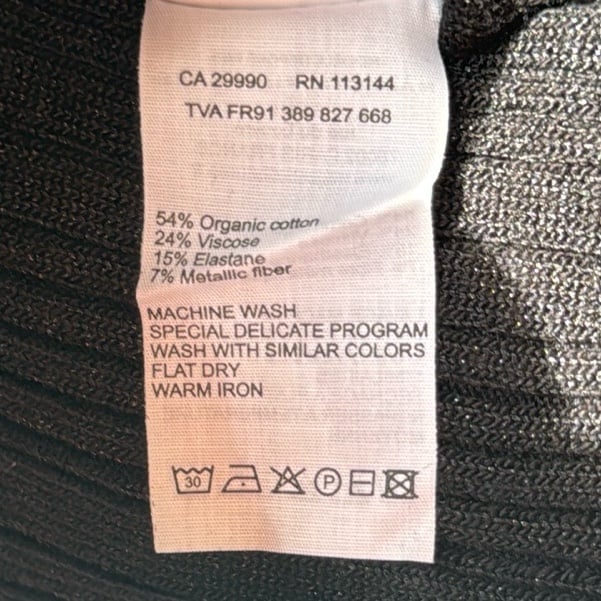 CA 29990 RN 113144
TVA FR91 389 827 668
54% Organic cotton
24% Viscose
15% Elastane
7% Metallic fiber
MACHINE WASH
SPECIAL DELICATE PROGRAM
WASH WITH SIMILAR COLORS
FLAT DRY
WARM IRON
30
P